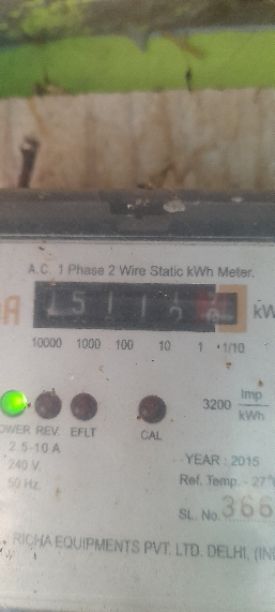 A.C. 1 Phase 2 Wire Static kWh Meter.
10000 1000 100 10 1 1/10
POWER REV. EFLT CAL
3200 Imp
kWh
2.5-10 A
240 V.
50 Hz.
YEAR : 2015
Ref. Temp. - 27°
SL. No. 366
RICHA EQUIPMENTS PVT. LTD. DELHI, (IN